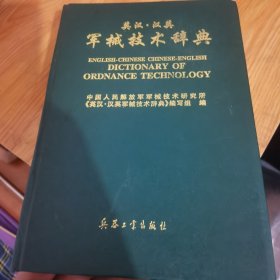 英汉·汉英
军械技术辞典
ENGLISH-CHINESE CHINESE-ENGLISH
DICTIONARY OF
ORDNANCE TECHNOLOGY
中国人民解放军军械技术研究所
《英汉·汉英军械技术辞典》编写组 编
兵器工业出版社